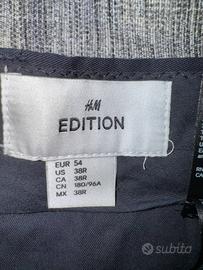 H&M
EDITION
EUR 54
US 38R
CA 38R
CN 180/96A
MX 38R
subito